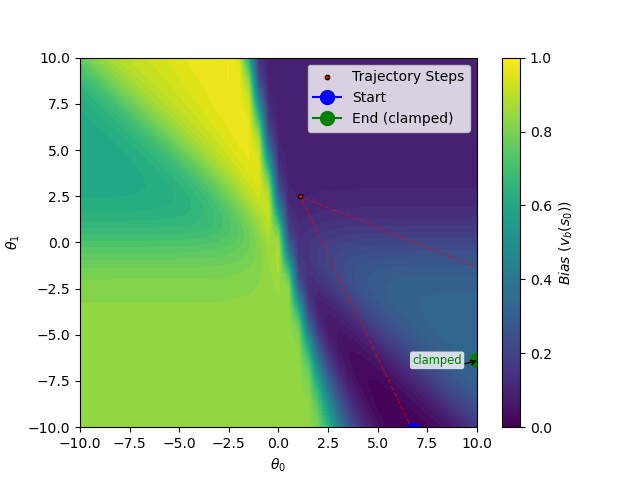 10.0
7.5
5.0
2.5
0.0
−2.5
−5.0
−7.5
−10.0
θ1
−10.0 −7.5 −5.0 −2.5 0.0 2.5 5.0 7.5 10.0
θ0
Trajectory Steps
Start
End (clamped)
clamped
1.0
0.8
0.6
0.4
0.2
0.0
Bias (vb(s0))